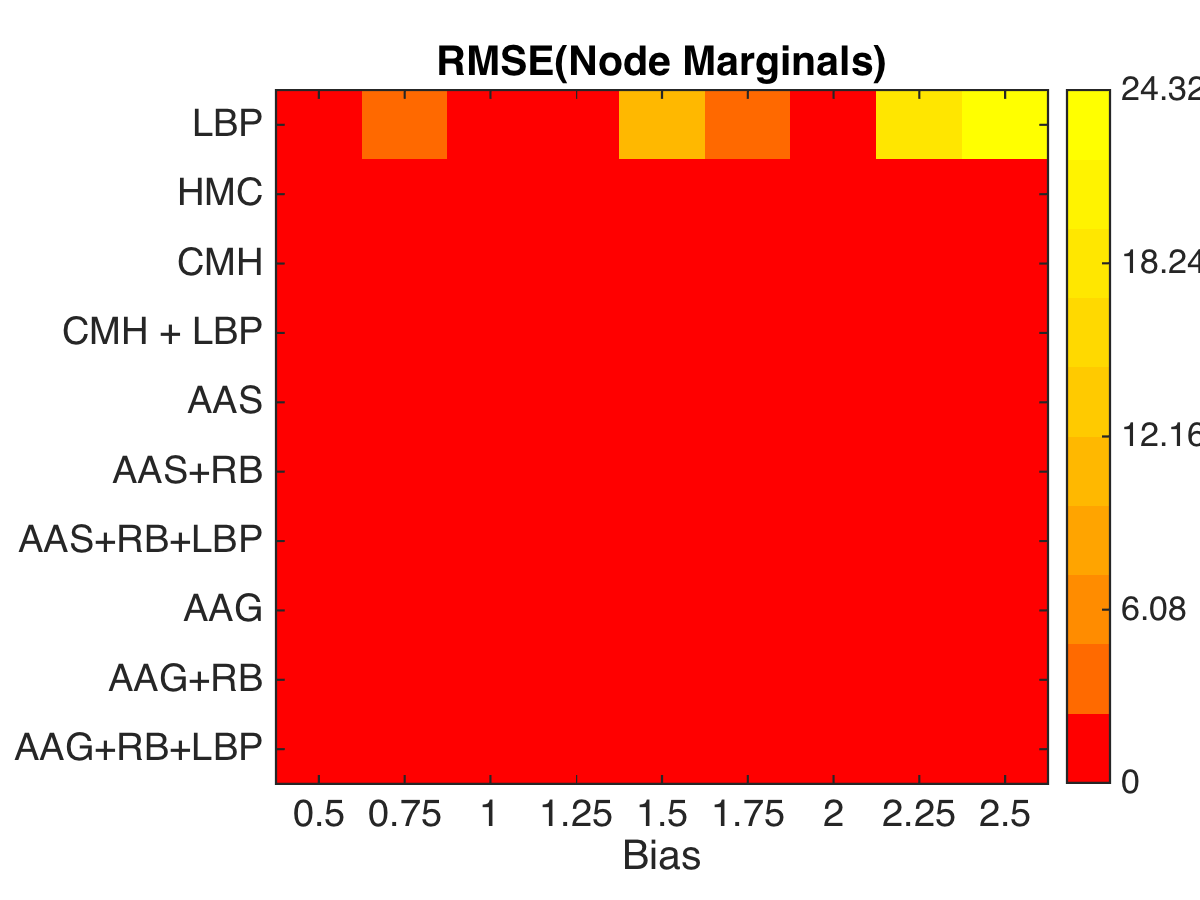 RMSE(Node Marginals)
LBP
HMC
CMH
CMH + LBP
AAS
AAS+RB
AAS+RB+LBP
AAG
AAG+RB
AAG+RB+LBP
0.5 0.75 1 1.25 1.5 1.75 2 2.25 2.5
Bias
24.32
18.24
12.16
6.08
0